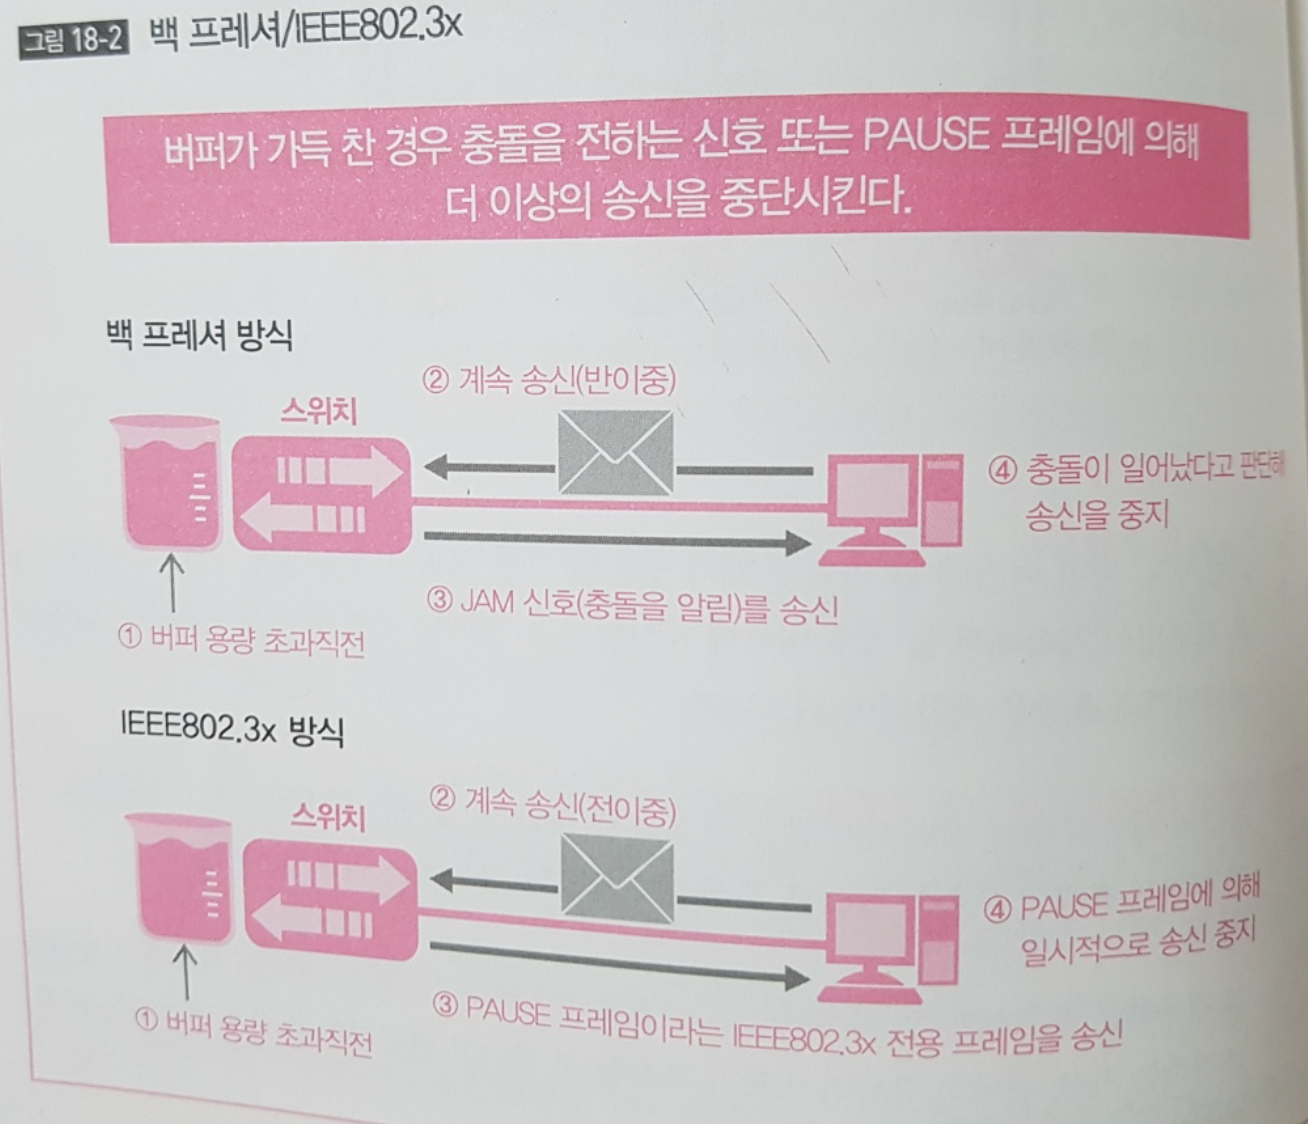 그림 18-2 백 프레셔/IEEE802.3x
버퍼가 가득 찬 경우 충돌을 전하는 신호 또는 PAUSE 프레임에 의해
더 이상의 송신을 중단시킨다.
백 프레셔 방식
② 계속 송신(반이중)
스위치
④ 충돌이 일어났다고 판단해
송신을 중지
③ JAM 신호(충돌을 알림)를 송신
① 버퍼 용량 초과직전
IEEE802.3x 방식
② 계속 송신(전이중)
스위치
④ PAUSE 프레임에 의해
일시적으로 송신 중지
③ PAUSE 프레임이라는 IEEE802.3x 전용 프레임을 송신
① 버퍼 용량 초과직전